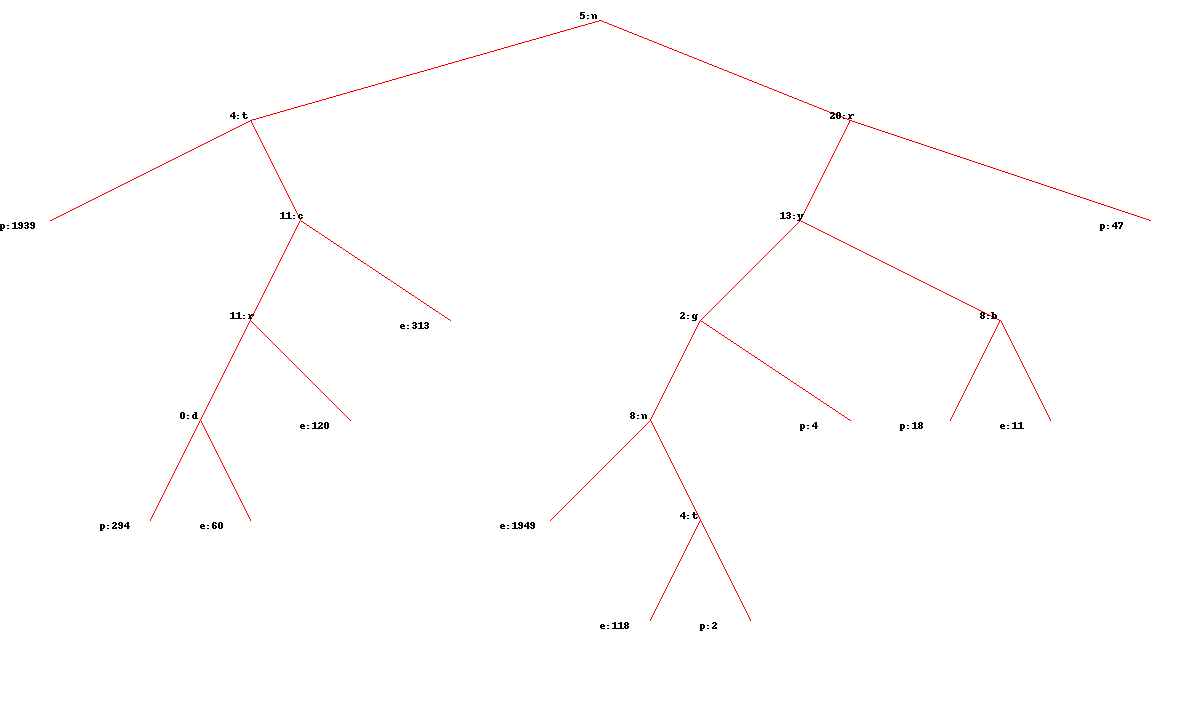 5:n
4:t 20:r
p:1939 11:c 13:y p:47
11:r e:313 2:g 8:b
0:d e:120 8:n p:4 p:18 e:11
p:294 e:60 e:1949 4:t
e:118 p:2